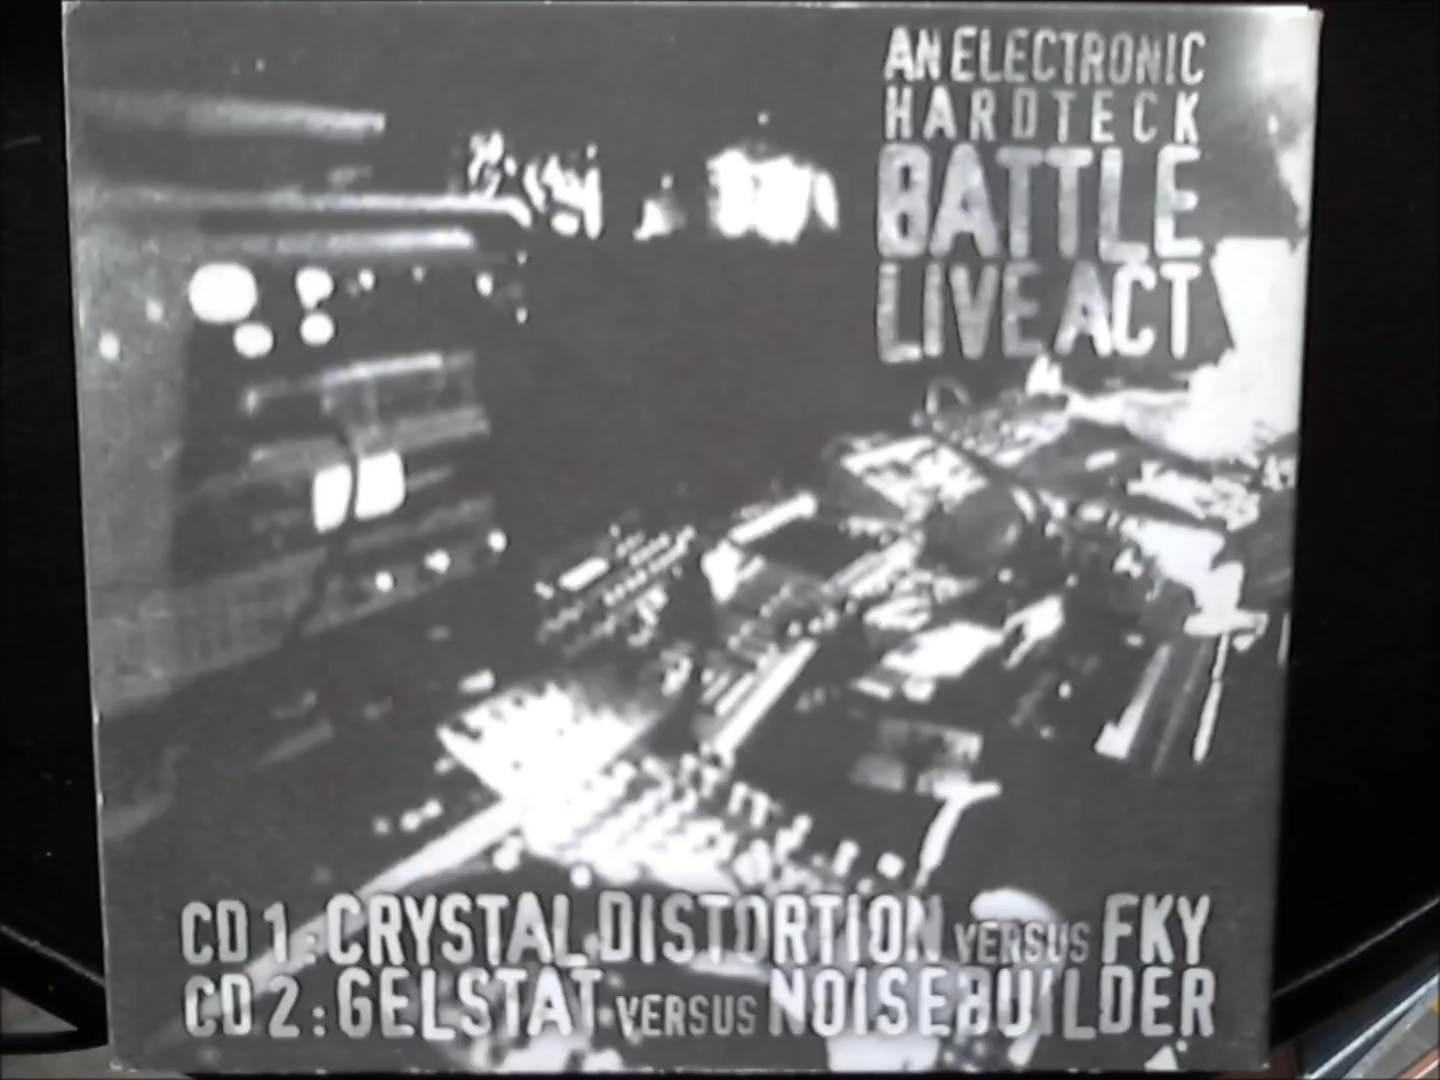 AN ELECTRONIC
HARDTECK
BATTLE
LIVE ACT
CD 1 : CRYSTAL DISTORTION VERSUS FKY
CD 2 : GELSTAT VERSUS NOISEBUILDER